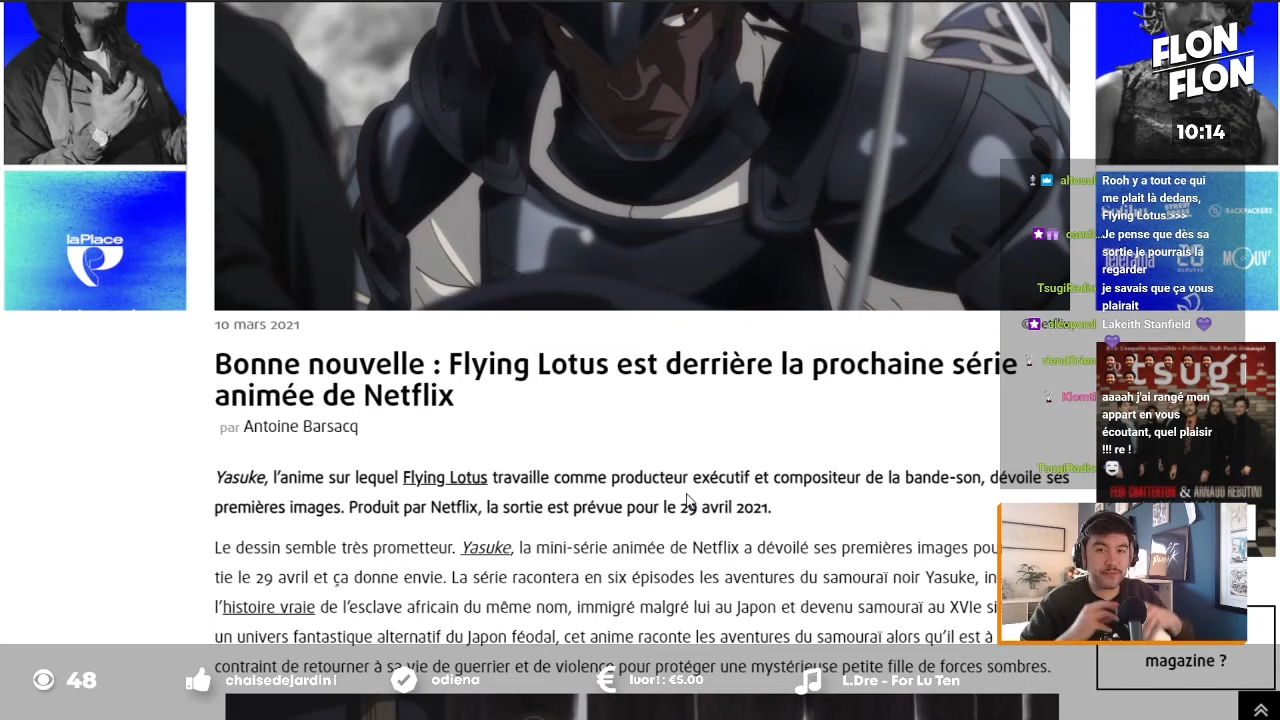 FLON
FLON
10:14
laPlace
BACKPACKERZ
MOUV'
Rooh y a tout ce qui
me plait là dedans,
Flying Lotus>>>
Je pense que dès sa
sortie je pourrais la
regarder
TsugiRadio
je savais que ça vous
plairait
Lakeith Stanfield
aaaah j'ai rangé mon
appart en vous
écoutant, quel plaisir
!!! re !
TsugiRadio
tsugi
& ARNAUD REBOTINI
10 mars 2021
Bonne nouvelle : Flying Lotus est derrière la prochaine série
animée de Netflix
par Antoine Barsacq
Yasuke, l'anime sur lequel Flying Lotus travaille comme producteur exécutif et compositeur de la bande-son, dévoile ses
premières images. Produit par Netflix, la sortie est prévue pour le 29 avril 2021.
Le dessin semble très prometteur. Yasuke, la mini-série animée de Netflix a dévoilé ses premières images pou
tie le 29 avril et ça donne envie. La série racontera en six épisodes les aventures du samouraï noir Yasuke, in
l'histoire vraie de l'esclave africain du même nom, immigré malgré lui au Japon et devenu samouraï au XVIe si
un univers fantastique alternatif du Japon féodal, cet anime raconte les aventures du samouraï alors qu'il est à
contraint de retourner à sa vie de guerrier et de violence pour protéger une mystérieuse petite fille de forces sombres.
magazine ?
48
chaisedejardini
odiena
luori: €5.00
L.Dre - For Lu Ten